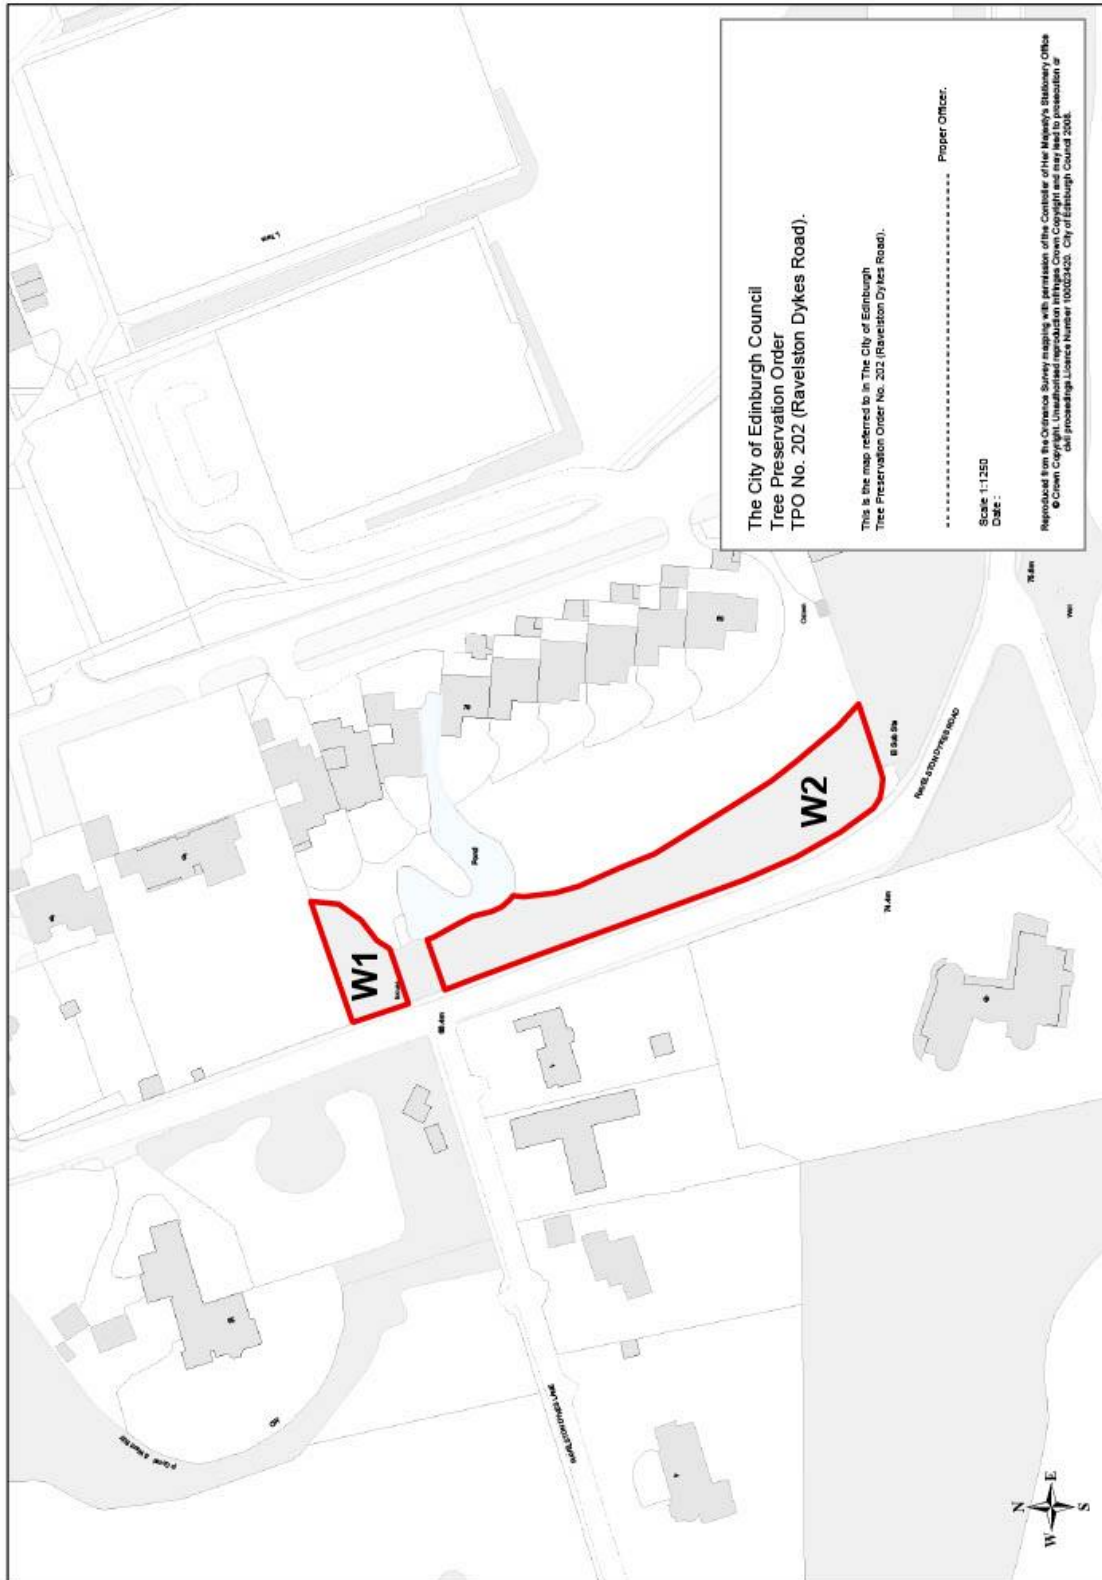 The City of Edinburgh Council
Tree Preservation Order
TPO No. 202 (Ravelston Dykes Road).
This is the map referred to in The City of Edinburgh
Tree Preservation Order No. 202 (Ravelston Dykes Road).
Proper Officer.
Scale 1:1250
Date :
Reproduced from the Ordnance Survey mapping with permission of the Controller of Her Majesty's Stationery Office
© Crown Copyright. Unauthorised reproduction infringes Crown Copyright and may lead to prosecution or
civil proceedings. Licence Number 100023420. City of Edinburgh Council 2008.
W1
W2
Pond
El Sub Sta
RAVELSTON DYKES ROAD
RAVELSTON DYKES LANE
74.4m
Well
N
E
S
W